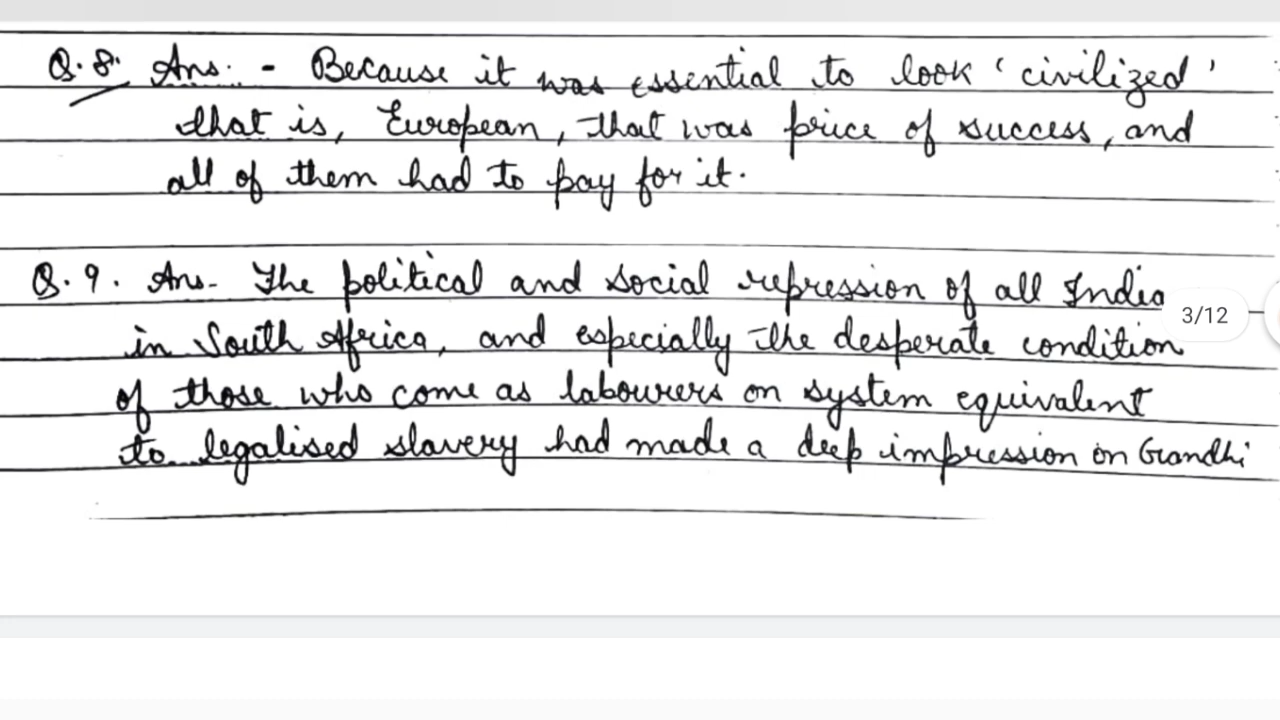 Q.8. Ans. - Because it was essential to look 'civilized'
that is, European, that was price of success, and
all of them had to pay for it.
Q.9. Ans- The political and social repression of all India
3/12
in South Africa, and especially the desperate condition
of those who come as labourers on system equivalent
to legalised slavery had made a deep impression on Gandhi